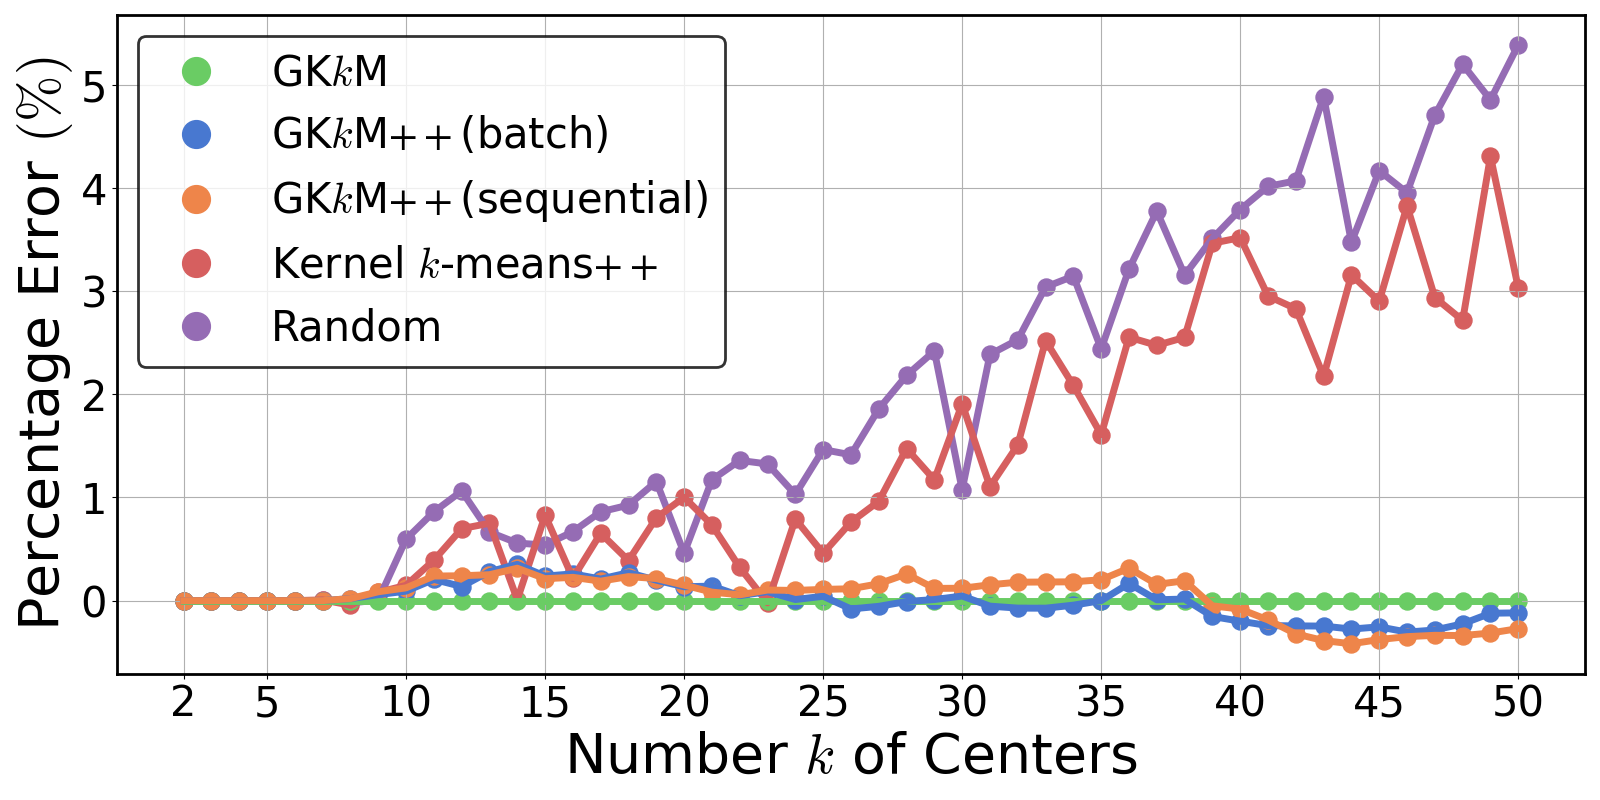 GKkM
GKkM++(batch)
GKkM++(sequential)
Kernel k-means++
Random
Percentage Error (%)
5
4
3
2
1
0
2 5 10 15 20 25 30 35 40 45 50
Number k of Centers